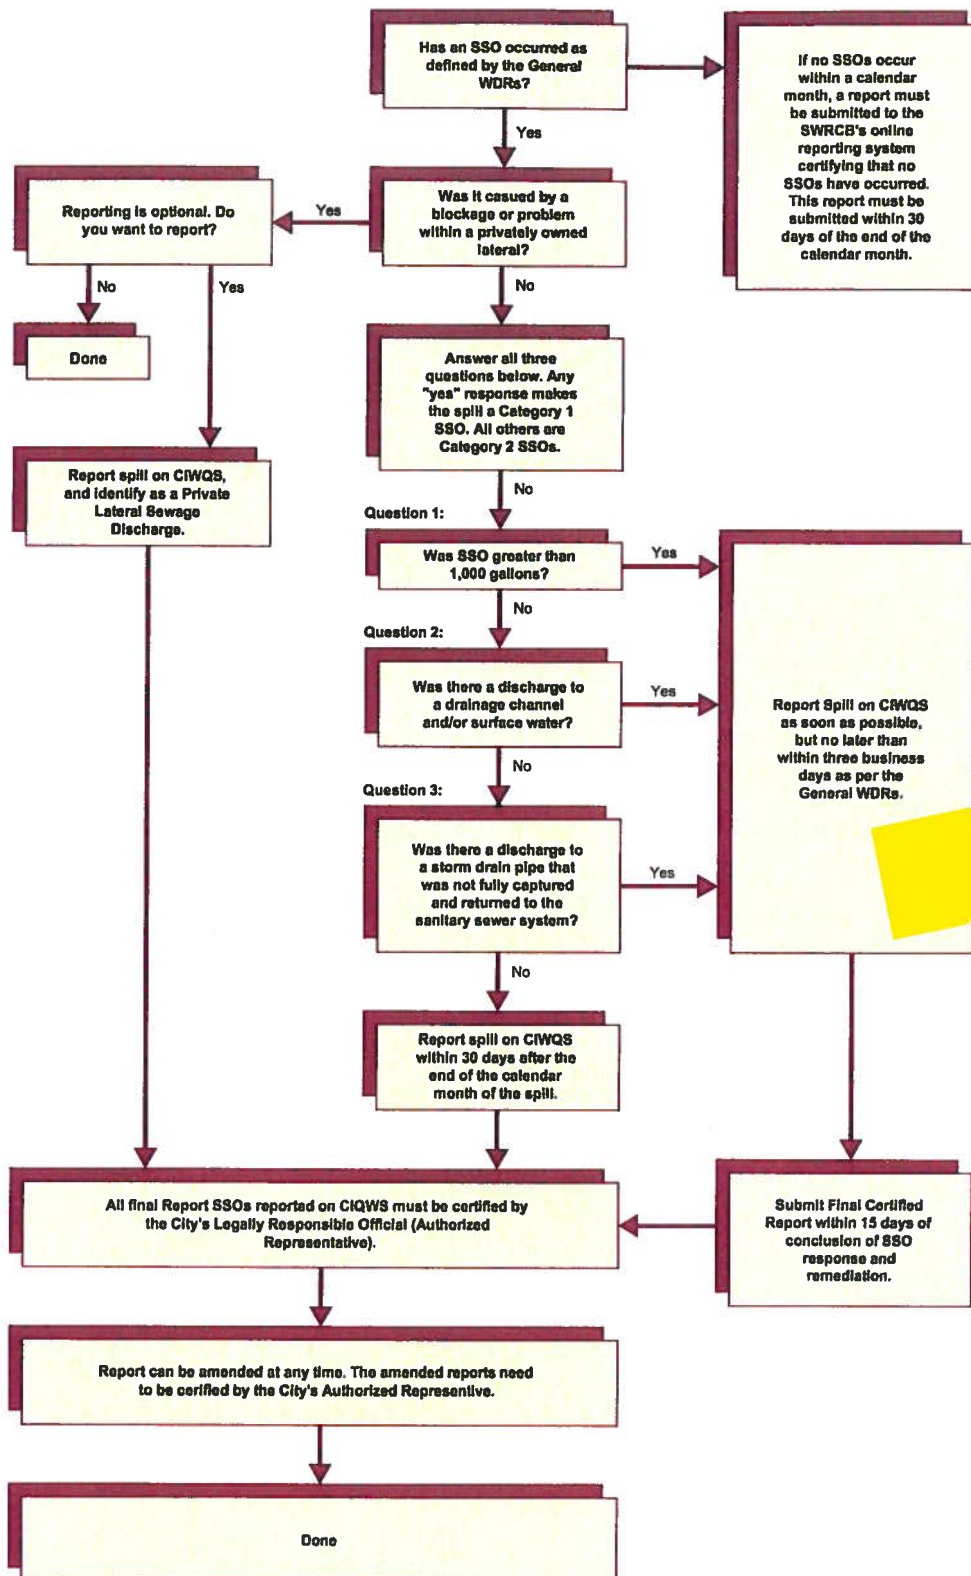 Has an SSO occurred as
defined by the General
WDRs?
If no SSOs occur
within a calendar
month, a report must
be submitted to the
SWRCB's online
reporting system
certifying that no
SSOs have occurred.
This report must be
submitted within 30
days of the end of the
calendar month.
Yes
Was it casued by a
blockage or problem
within a privately owned
lateral?
Yes
Reporting is optional. Do
you want to report?
No
Yes
Done
No
Answer all three
questions below. Any
"yes" response makes
the spill a Category 1
SSO. All others are
Category 2 SSOs.
Report spill on CIWQS,
and identify as a Private
Lateral Sewage
Discharge.
No
Question 1:
Was SSO greater than
1,000 gallons?
Yes
No
Question 2:
Was there a discharge to
a drainage channel
and/or surface water?
Yes
No
Question 3:
Was there a discharge to
a storm drain pipe that
was not fully captured
and returned to the
sanitary sewer system?
Yes
Report Spill on CIWQS
as soon as possible,
but no later than
within three business
days as per the
General WDRs.
No
Report spill on CIWQS
within 30 days after the
end of the calendar
month of the spill.
All final Report SSOs reported on CIQWS must be certified by
the City's Legally Responsible Official (Authorized
Representative).
Submit Final Certified
Report within 15 days of
conclusion of SSO
response and
remediation.
Report can be amended at any time. The amended reports need
to be cerified by the City's Authorized Representive.
Done